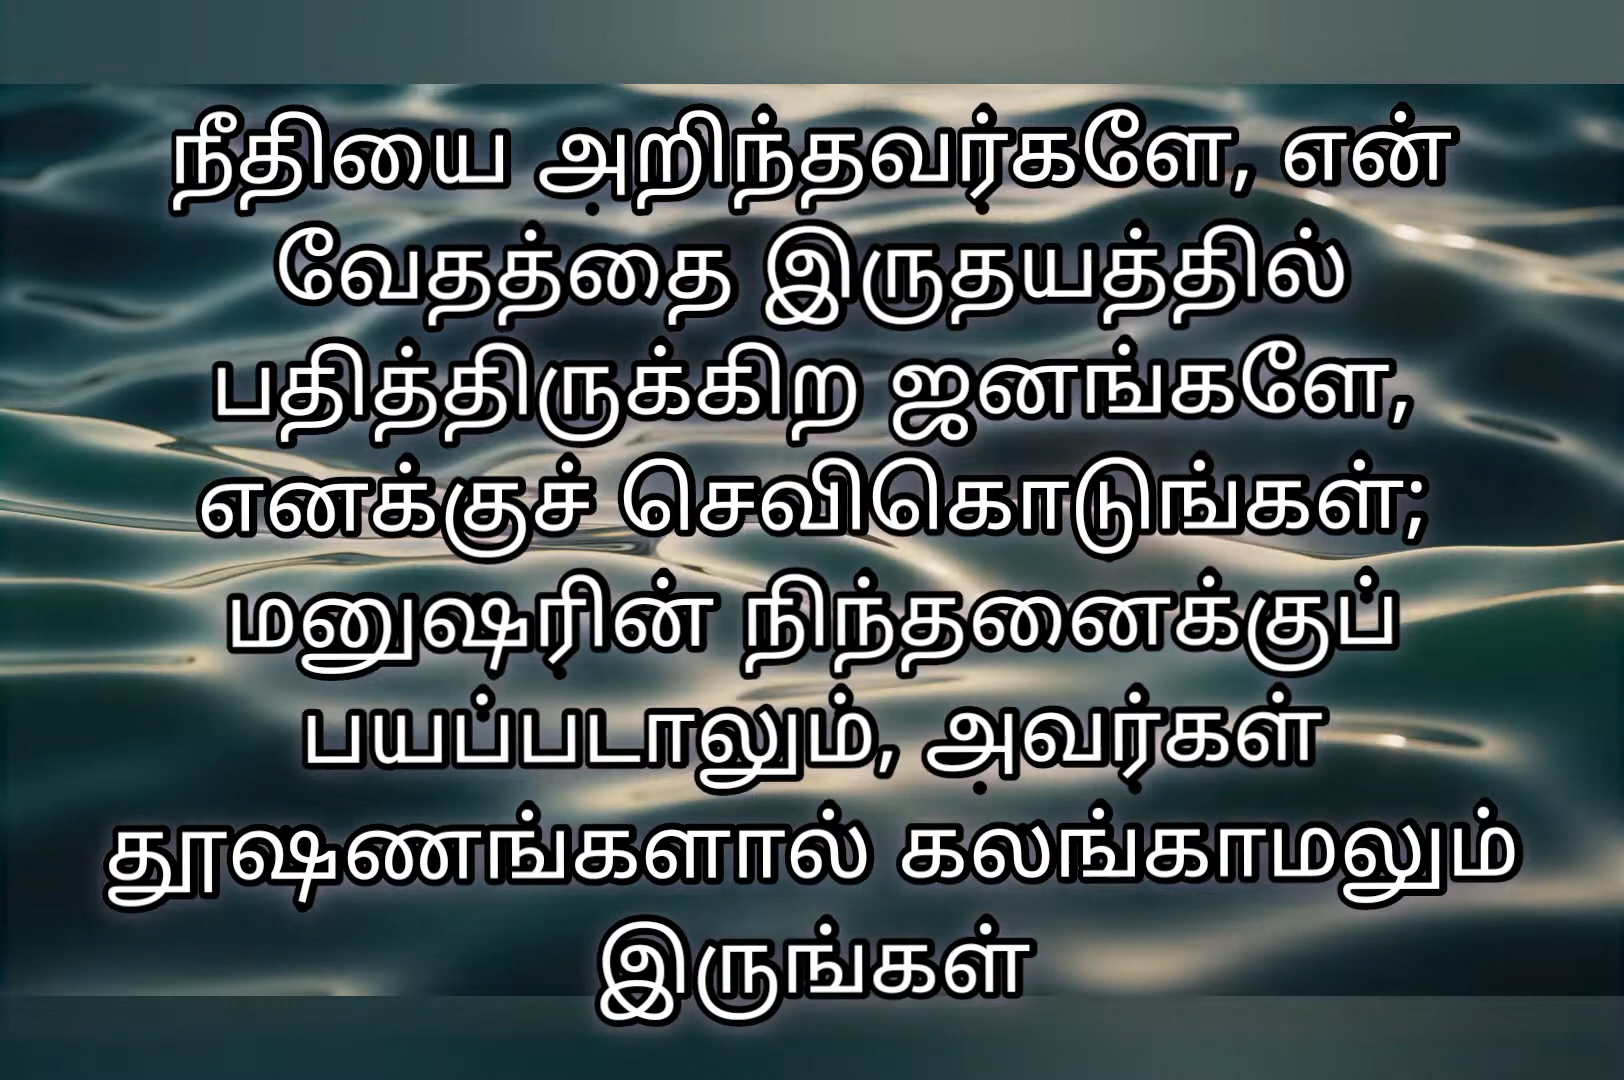 நீதியை அறிந்தவர்களே, என்
வேதத்தை இருதயத்தில்
பதித்திருக்கிற ஜனங்களே,
எனக்குச் செவிகொடுங்கள்;
மனுஷரின் நிந்தனைக்குப்
பயப்படாலும், அவர்கள்
தூஷணங்களால் கலங்காமலும்
இருங்கள்